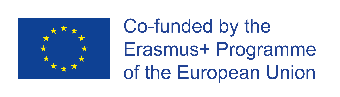 Co-funded by the
Erasmus+ Programme
of the European Union